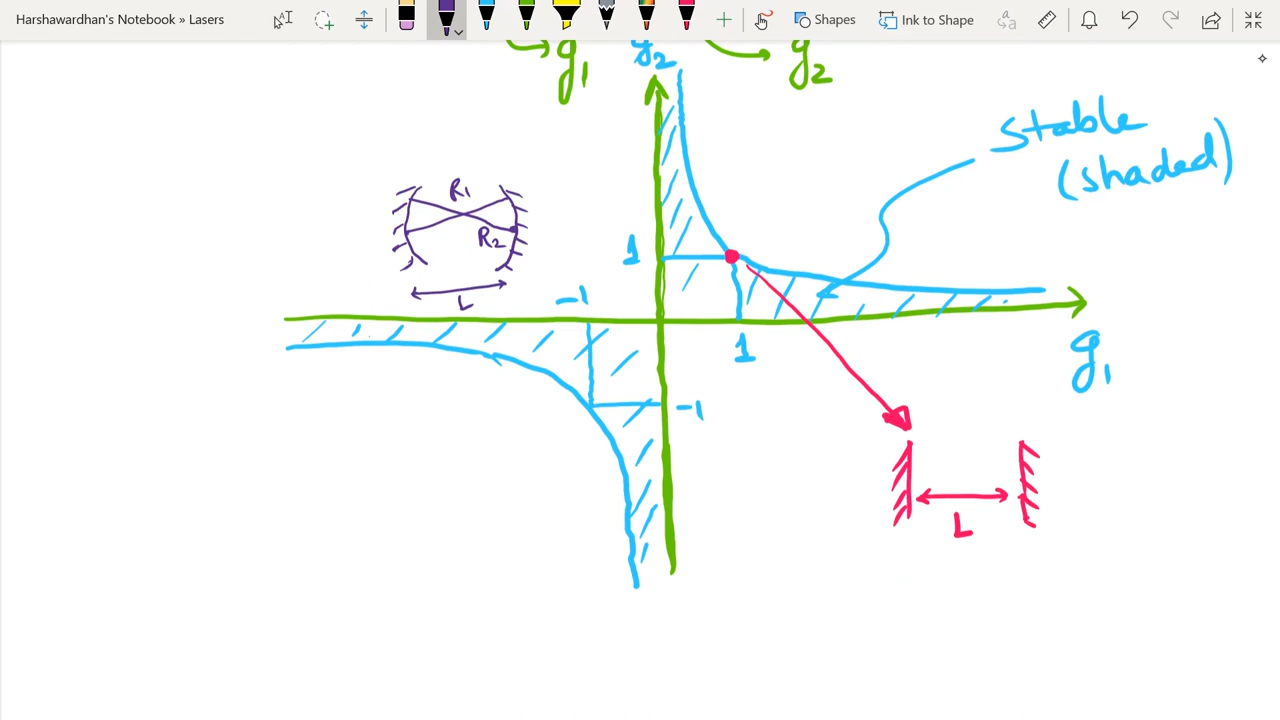 Harshawardhan's Notebook » Lasers
Shapes
Ink to Shape
g1
g2
g2
Stable
(shaded)
R1
R2
L
1
-1
1
g1
-1
L